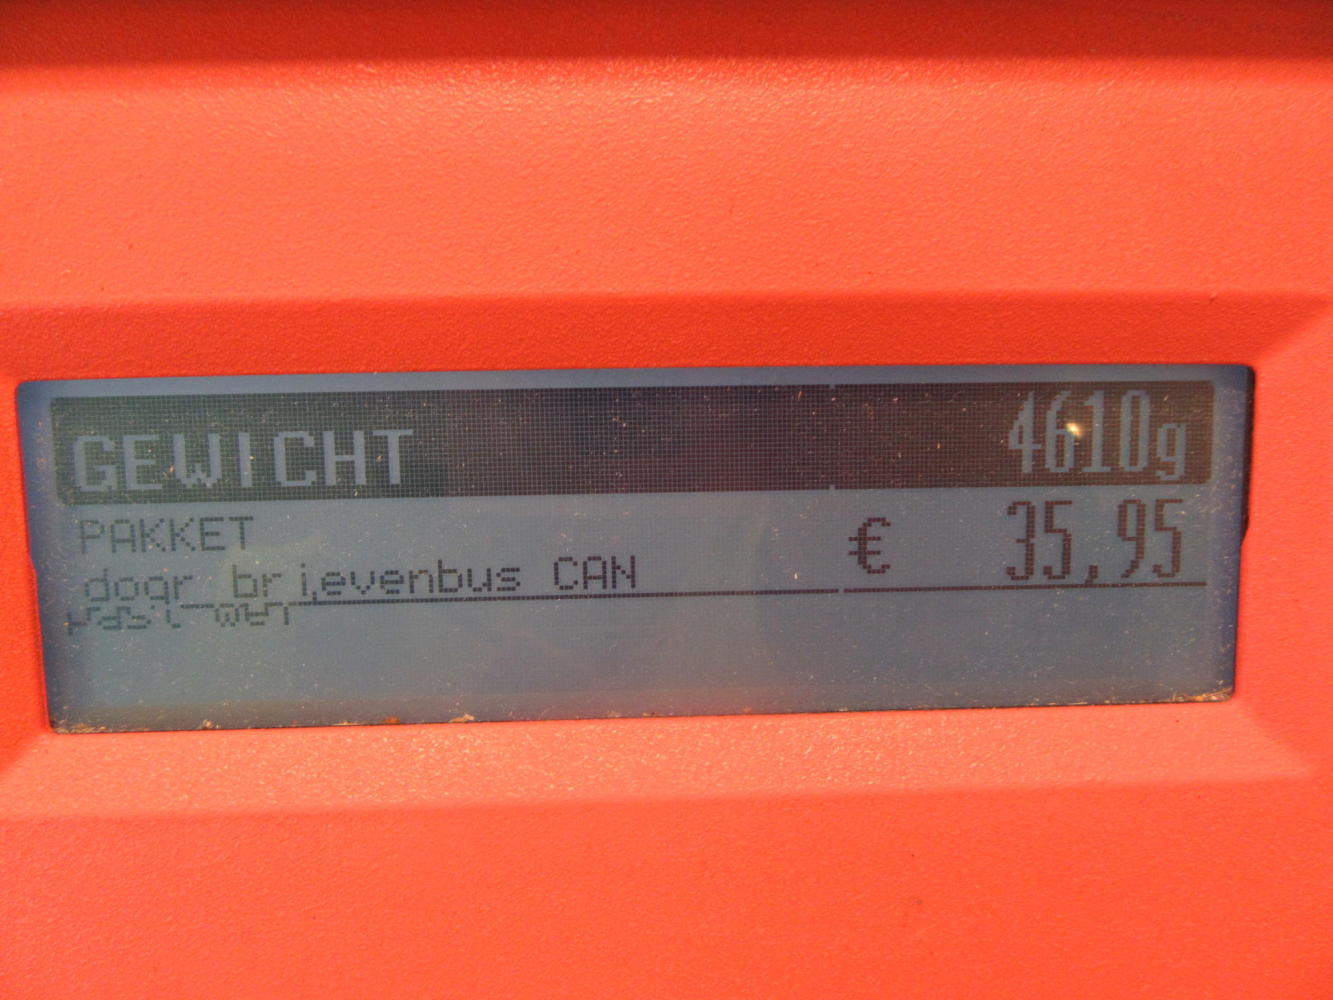 GEWICHT 4610g
PAKKET
€ 35,95
door brievenbus CAN